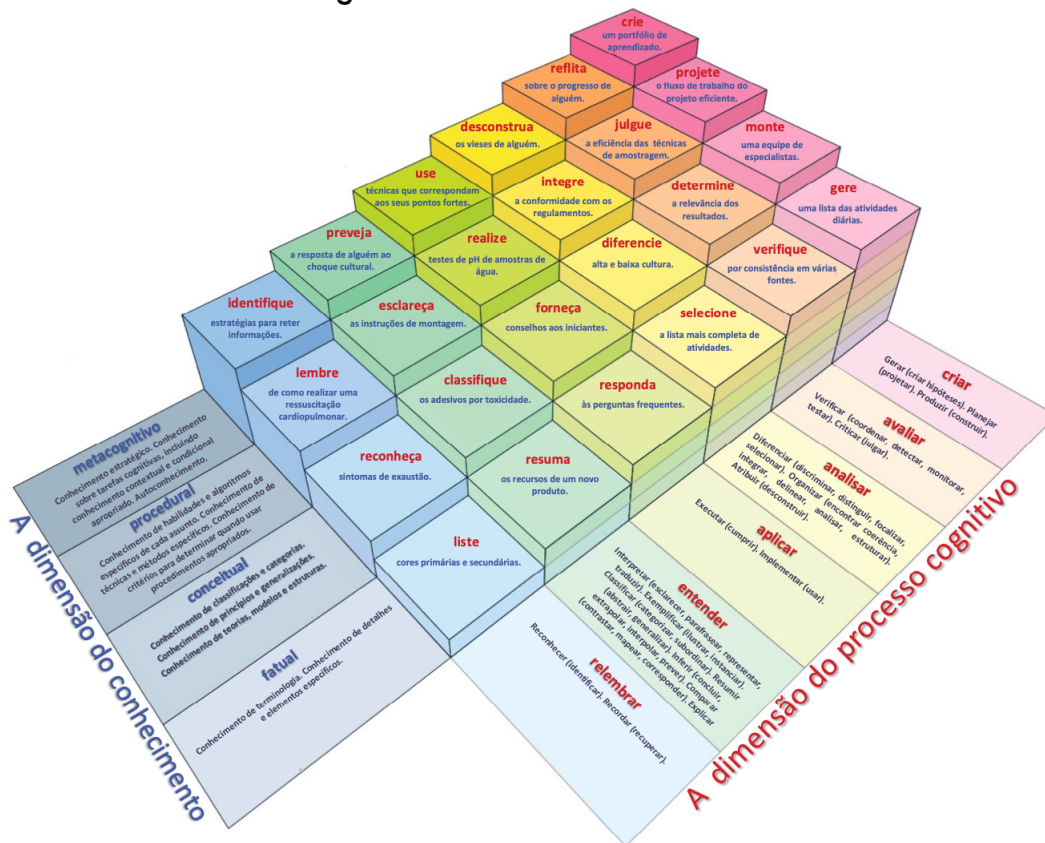 crie
um portfólio de
aprendizado.
reflita
sobre o progresso de
alguém.
projete
o fluxo de trabalho do
projeto eficiente.
desconstrua
os vieses de alguém.
julgue
a eficiência das técnicas
de amostragem.
monte
uma equipe de
especialistas.
use
técnicas que correspondam
aos seus pontos fortes.
integre
a conformidade com os
regulamentos.
determine
a relevância dos
resultados.
gere
uma lista das atividades
diárias.
preveja
a resposta de alguém ao
choque cultural.
realize
testes de pH de amostras de
água.
diferencie
alta e baixa cultura.
verifique
por consistência em várias
fontes.
identifique
estratégias para reter
informações.
esclareça
as instruções de montagem.
forneça
conselhos aos iniciantes.
selecione
a lista mais completa de
atividades.
lembre
de como realizar uma
ressuscitação
cardiopulmonar.
classifique
os adesivos por toxicidade.
responda
às perguntas frequentes.
reconheça
sintomas de exaustão.
resuma
os recursos de um novo
produto.
liste
cores primárias e secundárias.
metacognitivo
Conhecimento estratégico. Conhecimento
sobre tarefas cognitivas, incluindo
conhecimento contextual e condicional
apropriado. Autoconhecimento.
procedural
Conhecimento de habilidades e algoritmos
específicos de cada assunto. Conhecimento de
técnicas e métodos específicos. Conhecimento de
critérios para determinar quando usar
procedimentos apropriados.
conceitual
Conhecimento de classificações e categorias.
Conhecimento de princípios e generalizações.
Conhecimento de teorias, modelos e estruturas.
fatual
Conhecimento de terminologia. Conhecimento de detalhes
e elementos específicos.
A dimensão do conhecimento
criar
Gerar (criar hipóteses). Planejar
(projetar). Produzir (construir).
avaliar
Verificar (coordenar, detectar, monitorar,
testar). Criticar (julgar).
analisar
Diferenciar (discriminar, distinguir, focalizar,
selecionar). Organizar (encontrar coerência,
integrar, delinear, analisar, estruturar).
Atribuir (desconstruir).
aplicar
Executar (cumprir). Implementar (usar).
entender
Interpretar (esclarecer, parafrasear, representar,
traduzir). Exemplificar (ilustrar, instanciar).
Classificar (categorizar, subordinar). Resumir
(abstrair, generalizar). Inferir (concluir,
extrapolar, interpolar, prever). Comparar
(contrastar, mapear, corresponder). Explicar
relembrar
Reconhecer (identificar). Recordar (recuperar).
A dimensão do processo cognitivo